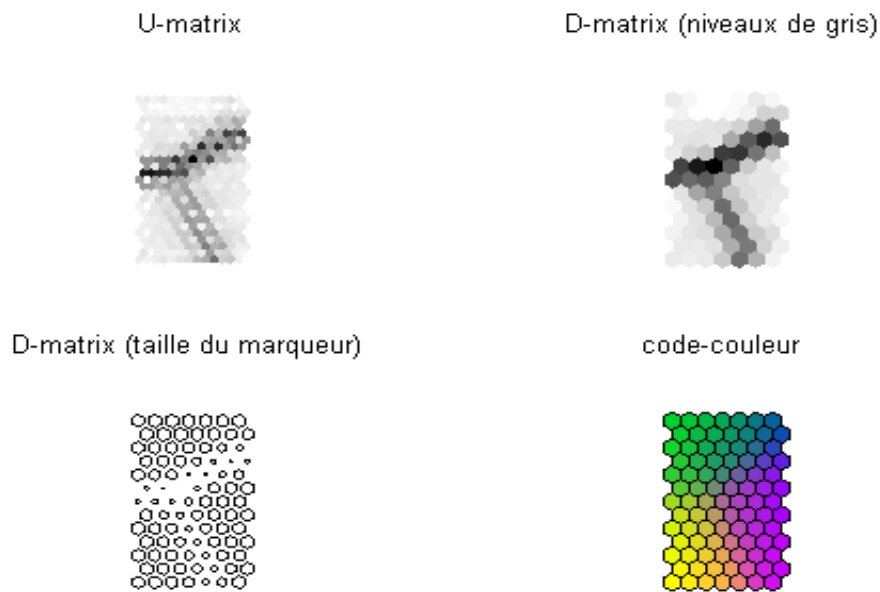 U-matrix
D-matrix (niveaux de gris)
D-matrix (taille du marqueur)
code-couleur